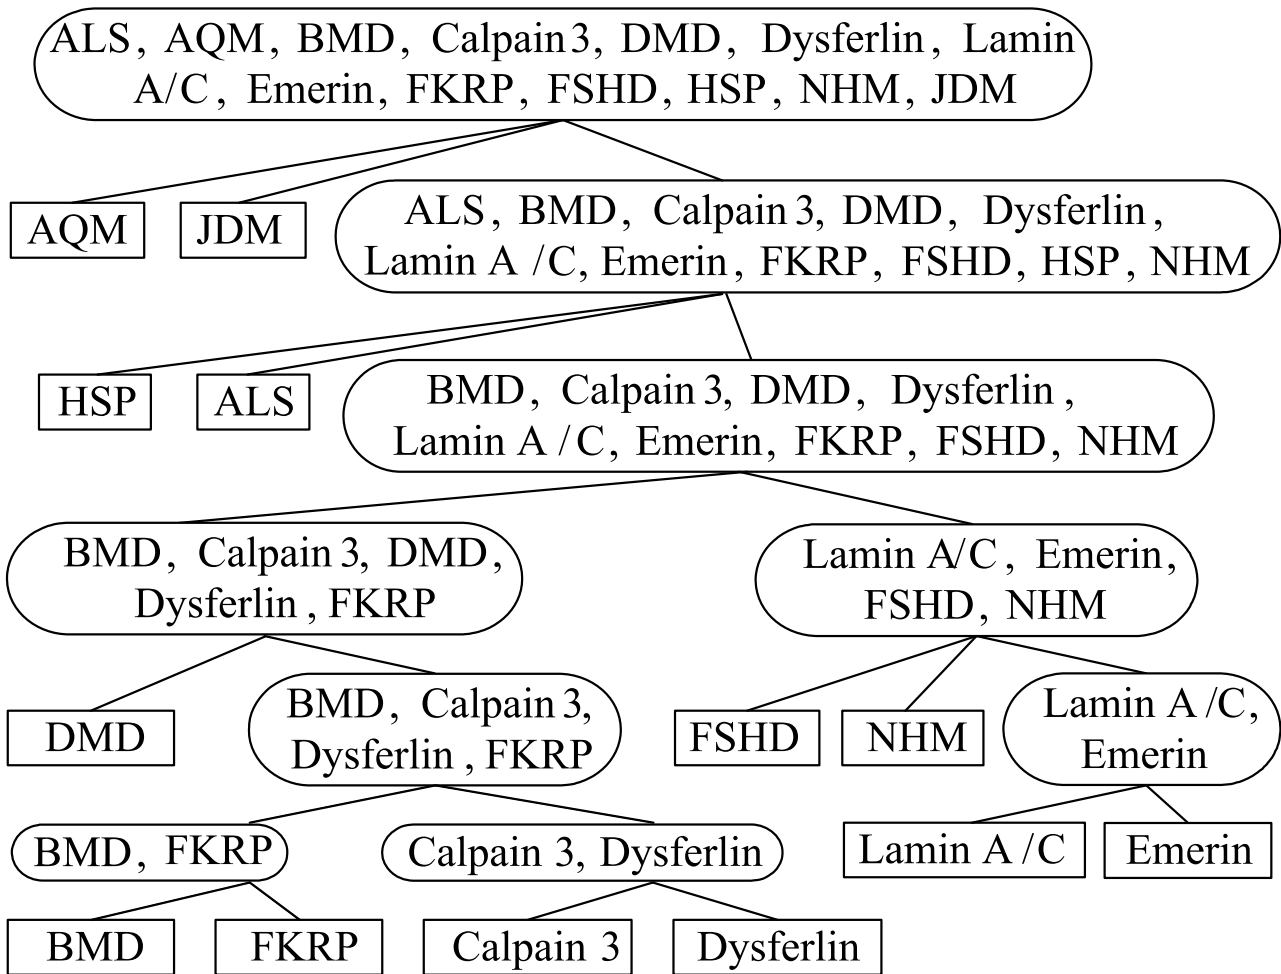 ALS, AQM, BMD, Calpain 3, DMD, Dysferlin, Lamin
A/C, Emerin, FKRP, FSHD, HSP, NHM, JDM
AQM
JDM
ALS, BMD, Calpain 3, DMD, Dysferlin,
Lamin A /C, Emerin, FKRP, FSHD, HSP, NHM
HSP
ALS
BMD, Calpain 3, DMD, Dysferlin,
Lamin A /C, Emerin, FKRP, FSHD, NHM
BMD, Calpain 3, DMD,
Dysferlin, FKRP
Lamin A/C, Emerin,
FSHD, NHM
DMD
BMD, Calpain 3,
Dysferlin, FKRP
FSHD
NHM
Lamin A /C,
Emerin
BMD, FKRP
Calpain 3, Dysferlin
Lamin A /C
Emerin
BMD
FKRP
Calpain 3
Dysferlin